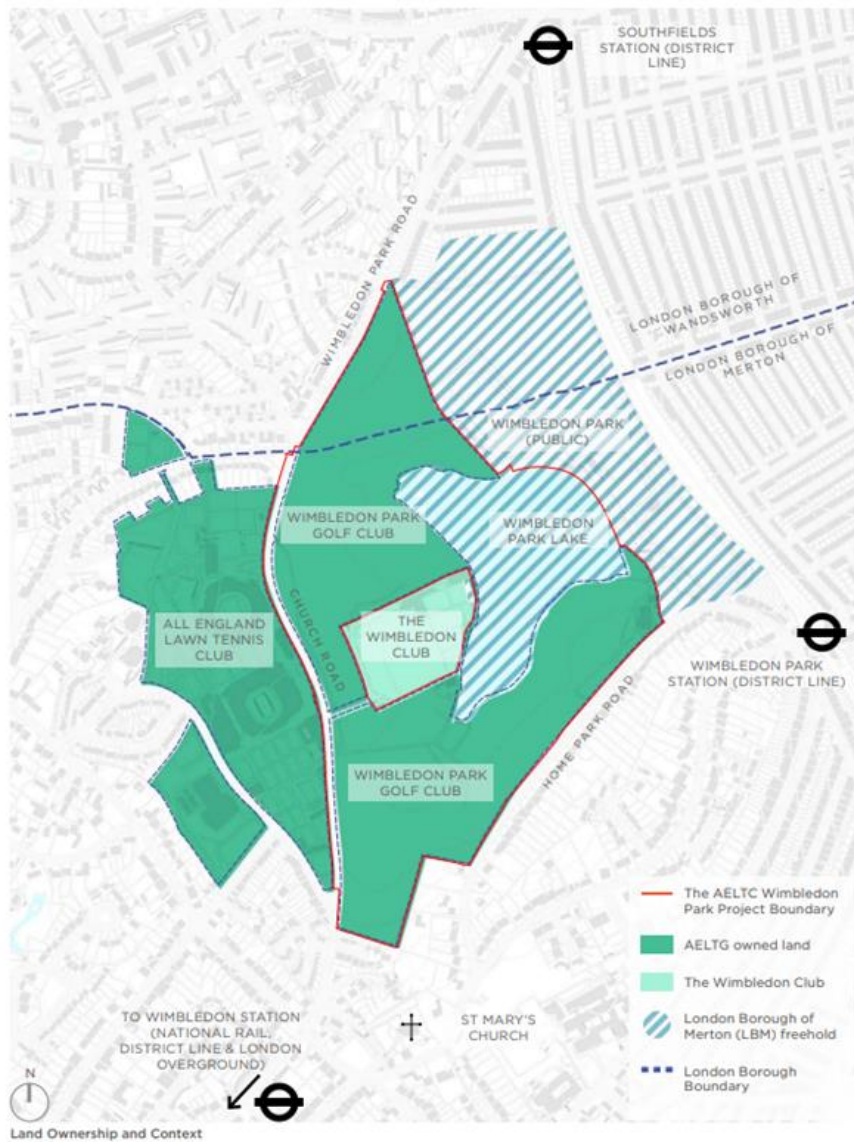 SOUTHFIELDS
STATION (DISTRICT
LINE)
WIMBLEDON PARK ROAD
LONDON BOROUGH OF
WANDSWORTH
LONDON BOROUGH OF
MERTON
WIMBLEDON PARK
(PUBLIC)
WIMBLEDON PARK
GOLF CLUB
WIMBLEDON
PARK LAKE
ALL ENGLAND
LAWN TENNIS
CLUB
CHURCH ROAD
THE
WIMBLEDON
CLUB
WIMBLEDON PARK
STATION (DISTRICT LINE)
WIMBLEDON PARK
GOLF CLUB
HOME PARK ROAD
The AELTC Wimbledon
Park Project Boundary
AELTG owned land
The Wimbledon Club
London Borough of
Merton (LBM) freehold
London Borough
Boundary
TO WIMBLEDON STATION
(NATIONAL RAIL,
DISTRICT LINE & LONDON
OVERGROUND)
ST MARY'S
CHURCH
N
Land Ownership and Context